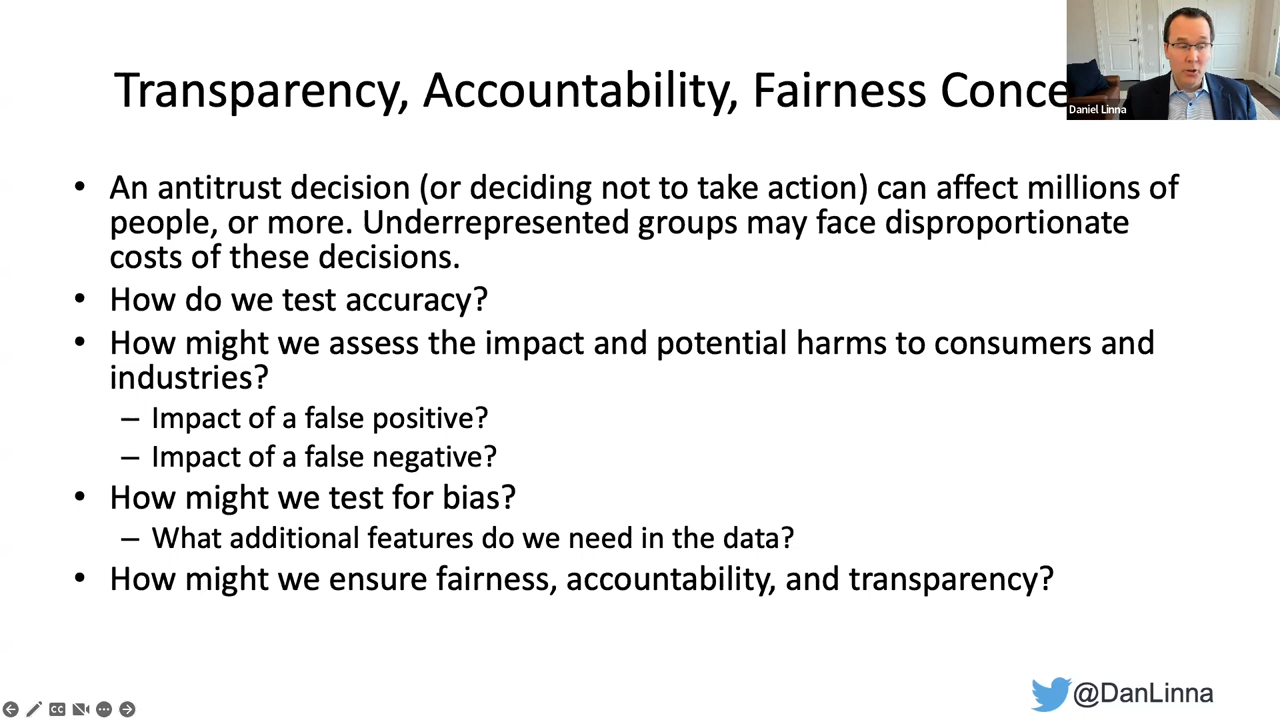 Transparency, Accountability, Fairness Conce
Daniel Linna
• An antitrust decision (or deciding not to take action) can affect millions of
people, or more. Underrepresented groups may face disproportionate
costs of these decisions.
• How do we test accuracy?
• How might we assess the impact and potential harms to consumers and
industries?
– Impact of a false positive?
– Impact of a false negative?
• How might we test for bias?
– What additional features do we need in the data?
• How might we ensure fairness, accountability, and transparency?
@DanLinna
CC